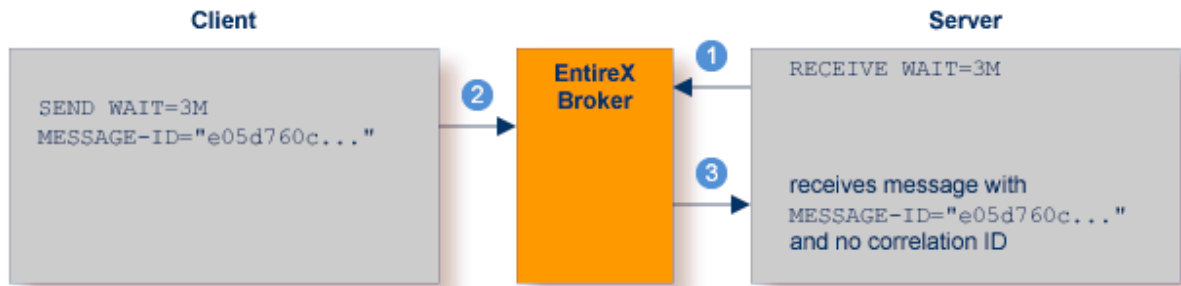 Client
Server
SEND WAIT=3M
MESSAGE-ID="e05d760c..."
2
EntireX
Broker
1
RECEIVE WAIT=3M
3
receives message with
MESSAGE-ID="e05d760c..."
and no correlation ID